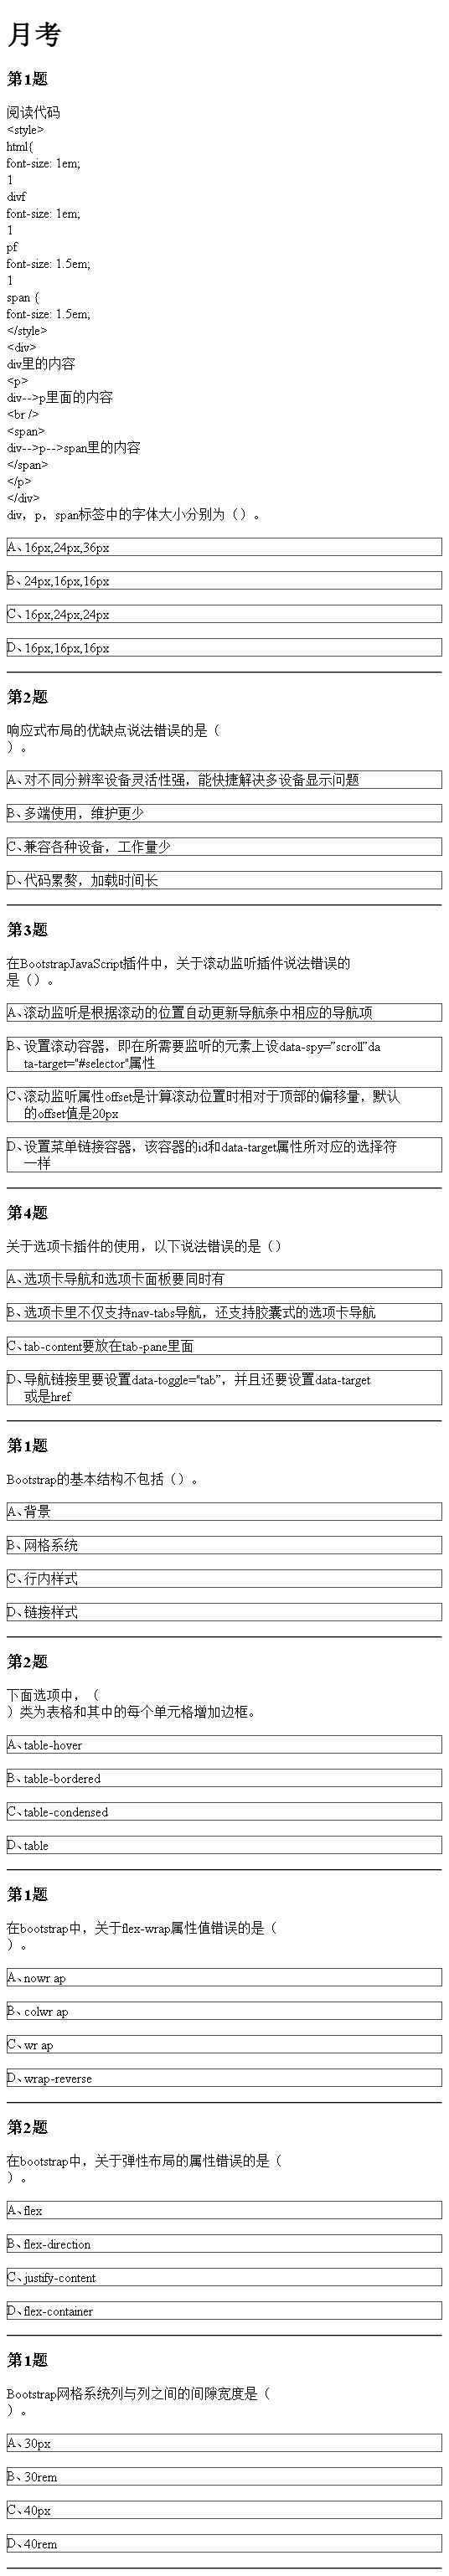 月考
第1题
阅读代码
<style>
html{
font-size: 1em;
1
divf
font-size: 1em;
1
pf
font-size: 1.5em;
1
span {
font-size: 1.5em;
</style>
<div>
div里的内容
<p>
div-->p里面的内容
<br />
<span>
div-->p-->span里的内容
</span>
</p>
</div>
div，p，span标签中的字体大小分别为（）。
A、16px,24px,36px
B、24px,16px,16px
C、16px,24px,24px
D、16px,16px,16px
第2题
响应式布局的优缺点说法错误的是（
）。
A、对不同分辨率设备灵活性强，能快捷解决多设备显示问题
B、多端使用，维护更少
C、兼容各种设备，工作量少
D、代码累赘，加载时间长
第3题
在BootstrapJavaScript插件中，关于滚动监听插件说法错误的
是（）。
A、滚动监听是根据滚动的位置自动更新导航条中相应的导航项
B、设置滚动容器，即在所需要监听的元素上设data-spy=”scroll”da
ta-target="#selector"属性
C、滚动监听属性offset是计算滚动位置时相对于顶部的偏移量，默认
的offset值是20px
D、设置菜单链接容器，该容器的id和data-target属性所对应的选择符
一样
第4题
关于选项卡插件的使用，以下说法错误的是（）
A、选项卡导航和选项卡面板要同时有
B、选项卡里不仅支持nav-tabs导航，还支持胶囊式的选项卡导航
C、tab-content要放在tab-pane里面
D、导航链接里要设置data-toggle="tab”，并且还要设置data-target
或是href
第1题
Bootstrap的基本结构不包括（）。
A、背景
B、网格系统
C、行内样式
D、链接样式
第2题
下面选项中，（
）类为表格和其中的每个单元格增加边框。
A、table-hover
B、table-bordered
C、table-condensed
D、table
第1题
在bootstrap中，关于flex-wrap属性值错误的是（
）。
A、nowr ap
B、colwr ap
C、wr ap
D、wrap-reverse
第2题
在bootstrap中，关于弹性布局的属性错误的是（
）。
A、flex
B、flex-direction
C、justify-content
D、flex-container
第1题
Bootstrap网格系统列与列之间的间隙宽度是（
）。
A、30px
B、30rem
C、40px
D、40rem